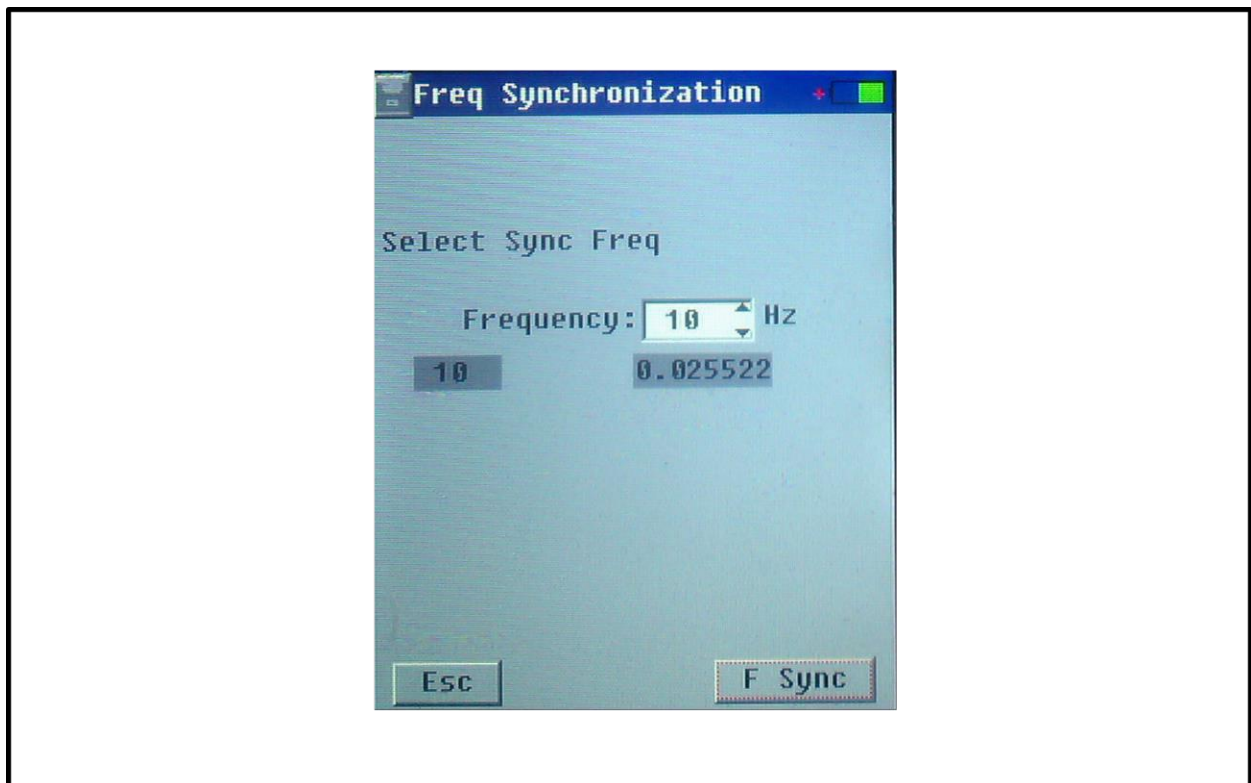 Freq Synchronization
Select Sync Freq
Frequency: 10 Hz
10 0.025522
Esc F Sync